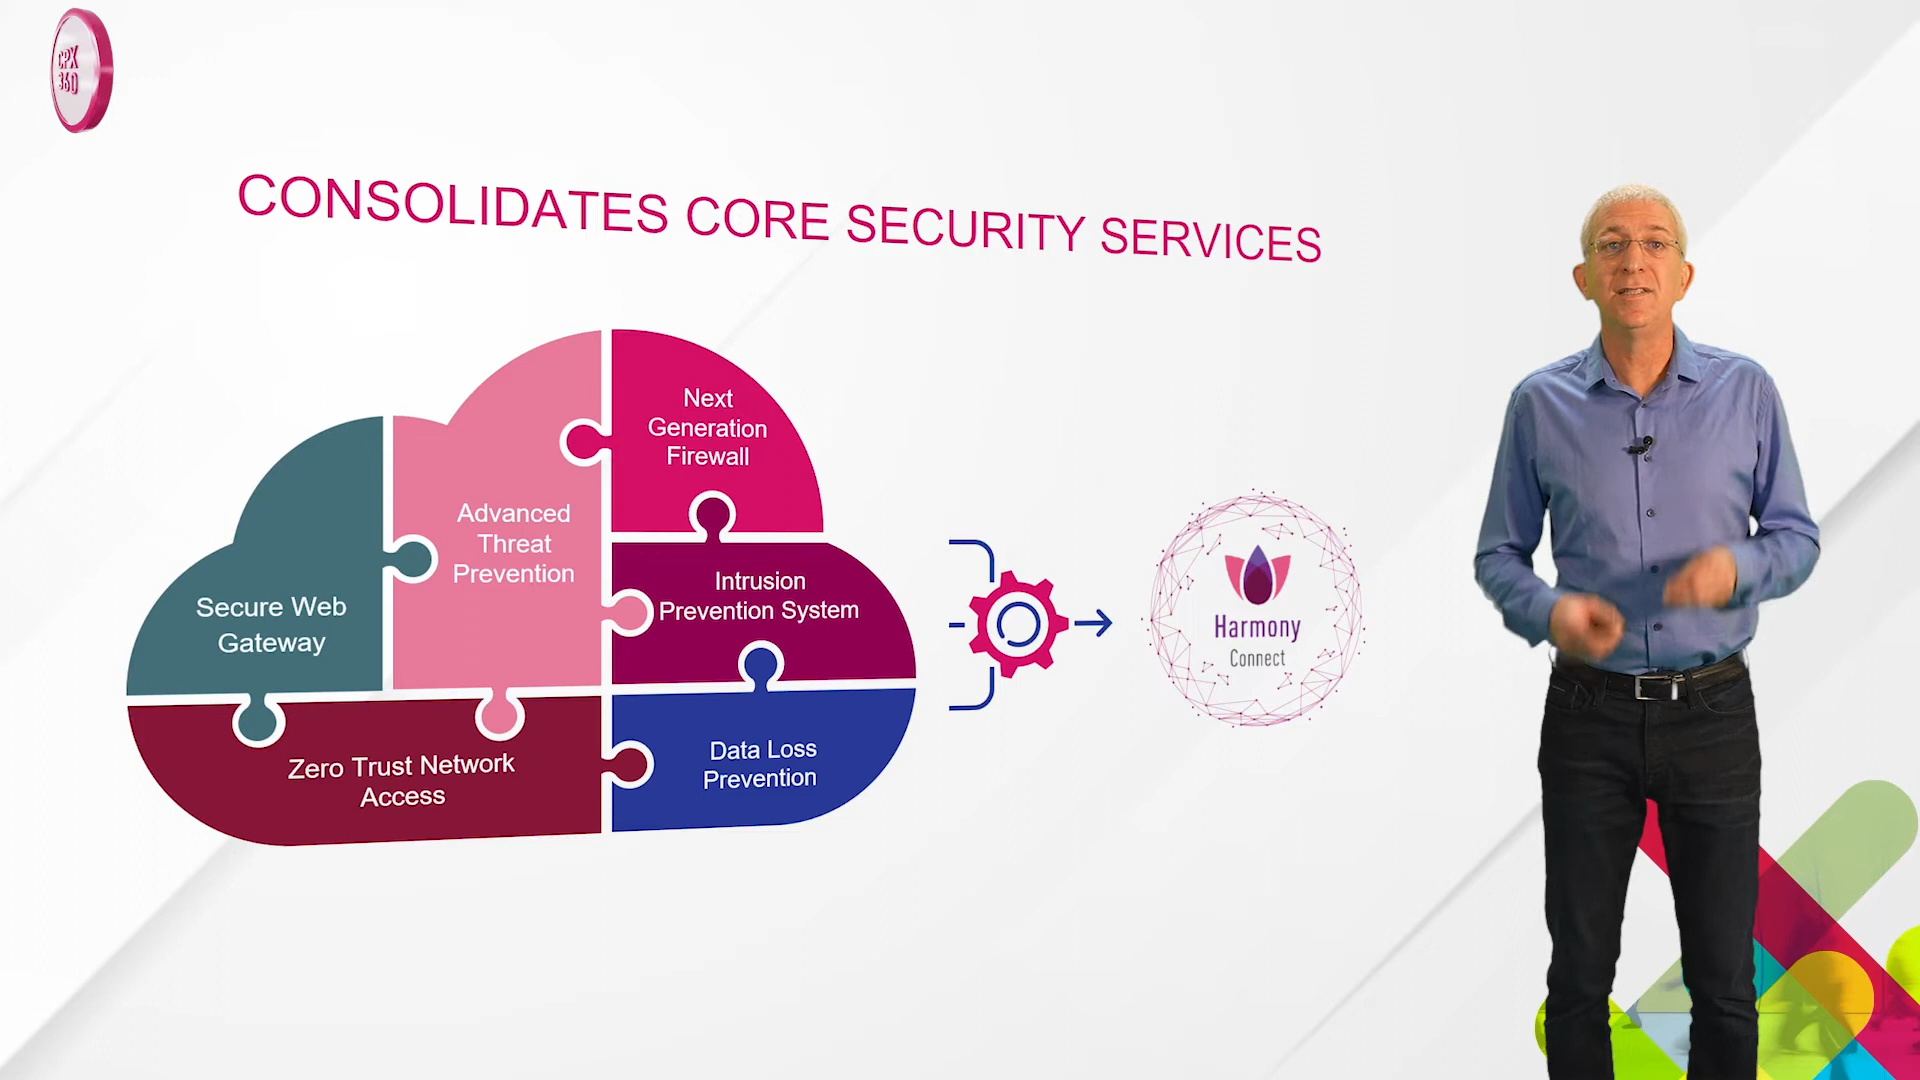 CPX
360
CONSOLIDATES CORE SECURITY SERVICES
Next
Generation
Firewall
Advanced
Threat
Prevention
Intrusion
Prevention System
Secure Web
Gateway
Zero Trust Network
Access
Data Loss
Prevention
Harmony
Connect